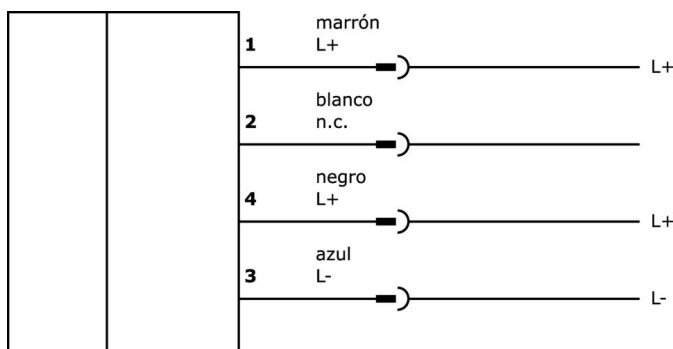 marrón
1 L+ L+
blanco
2 n.c.
negro
4 L+ L+
azul
3 L- L-